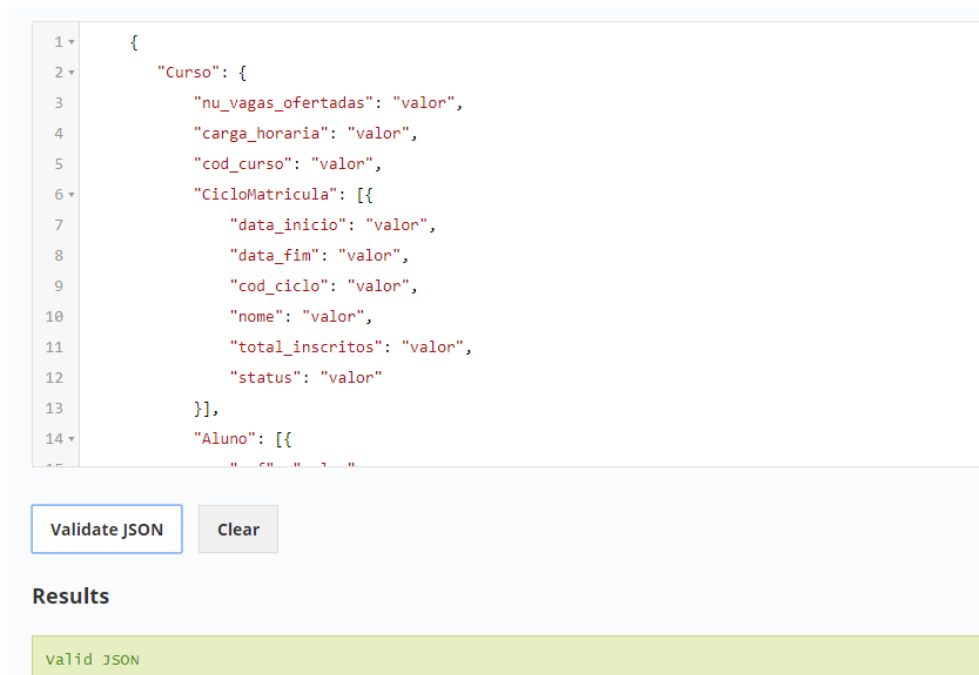 1 {
2 "Curso": {
3 "nu_vagas_ofertadas": "valor",
4 "carga_horaria": "valor",
5 "cod_curso": "valor",
6 "CicloMatricula": [{
7 "data_inicio": "valor",
8 "data_fim": "valor",
9 "cod_ciclo": "valor",
10 "nome": "valor",
11 "total_inscritos": "valor",
12 "status": "valor"
13 }],
14 "Aluno": [{
Validate JSON Clear
Results
Valid JSON